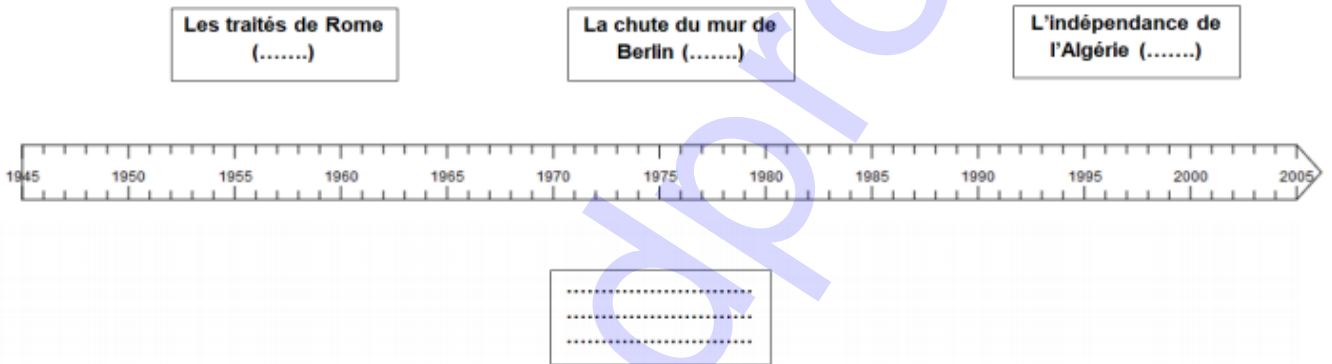 Les traités de Rome
(.......)
La chute du mur de
Berlin (.......)
L'indépendance de
l'Algérie (.......)
1945 1950 1955 1960 1965 1970 1975 1980 1985 1990 1995 2000 2005
............................
............................
............................
dpro